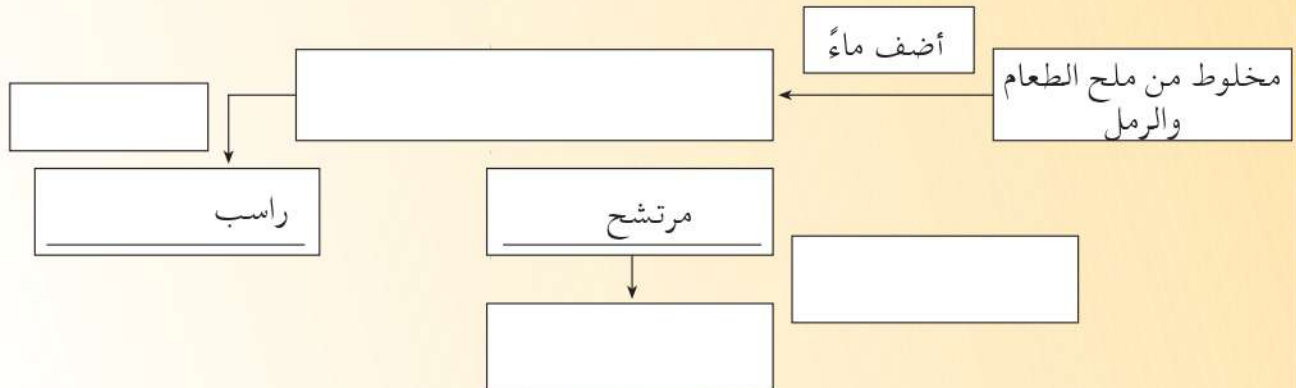 أضف ماءً
مخلوط من ملح الطعام
والرمل
راسب
مرتشح